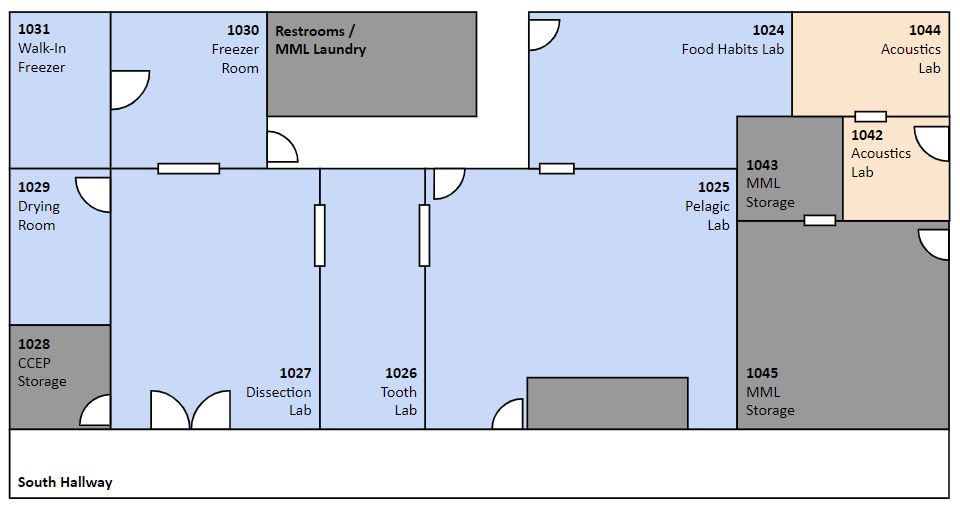 1031
Walk-In
Freezer
1030
Freezer
Room
Restrooms /
MML Laundry
1024
Food Habits Lab
1044
Acoustics
Lab
1029
Drying
Room
1025
Pelagic
Lab
1043
MML
Storage
1042
Acoustics
Lab
1028
CCEP
Storage
1027
Dissection
Lab
1026
Tooth
Lab
1045
MML
Storage
South Hallway